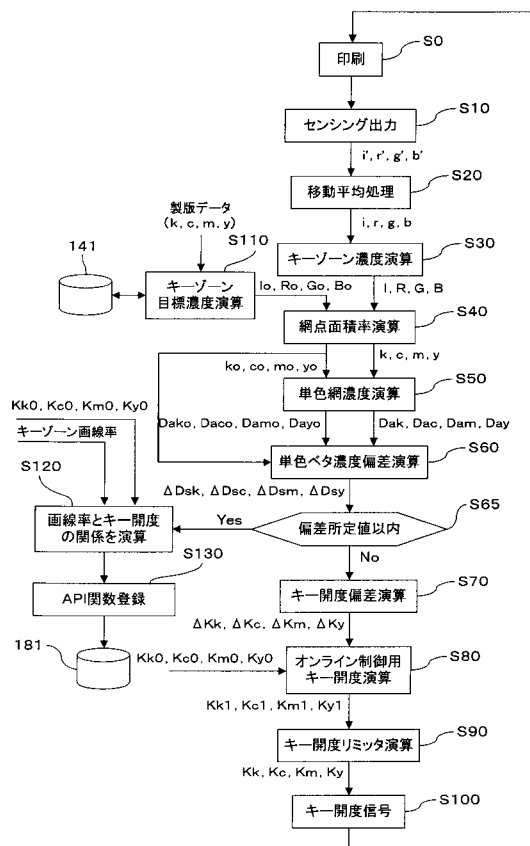 印刷
S0
センシング出力
S10
i', r', g', b'
移動平均処理
S20
i, r, g, b
製版データ
(k, c, m, y)
キーゾーン濃度演算
S30
141
キーゾーン
目標濃度演算
S110
Io, Ro, Go, Bo
I, R, G, B
網点面積率演算
S40
ko, co, mo, yo
k, c, m, y
単色網濃度演算
S50
Dako, Daco, Damo, Dayo
Dak, Dac, Dam, Day
Kk0, Kc0, Km0, Ky0
キーゾーン画線率
単色ベタ濃度偏差演算
S60
ΔDsk, ΔDsc, ΔDsm, ΔDsy
S120
画線率とキー開度
の関係を演算
Yes
偏差所定値以内
S65
No
S130
API関数登録
キー開度偏差演算
S70
ΔKk, ΔKc, ΔKm, ΔKy
181
Kk0, Kc0, Km0, Ky0
オンライン制御用
キー開度演算
S80
Kk1, Kc1, Km1, Ky1
キー開度リミッタ演算
S90
Kk, Kc, Km, Ky
キー開度信号
S100